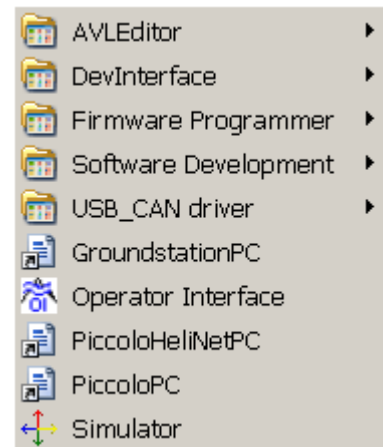 AVLEditor
DevInterface
Firmware Programmer
Software Development
USB_CAN driver
GroundstationPC
Operator Interface
PiccoloHeliNetPC
PiccoloPC
Simulator